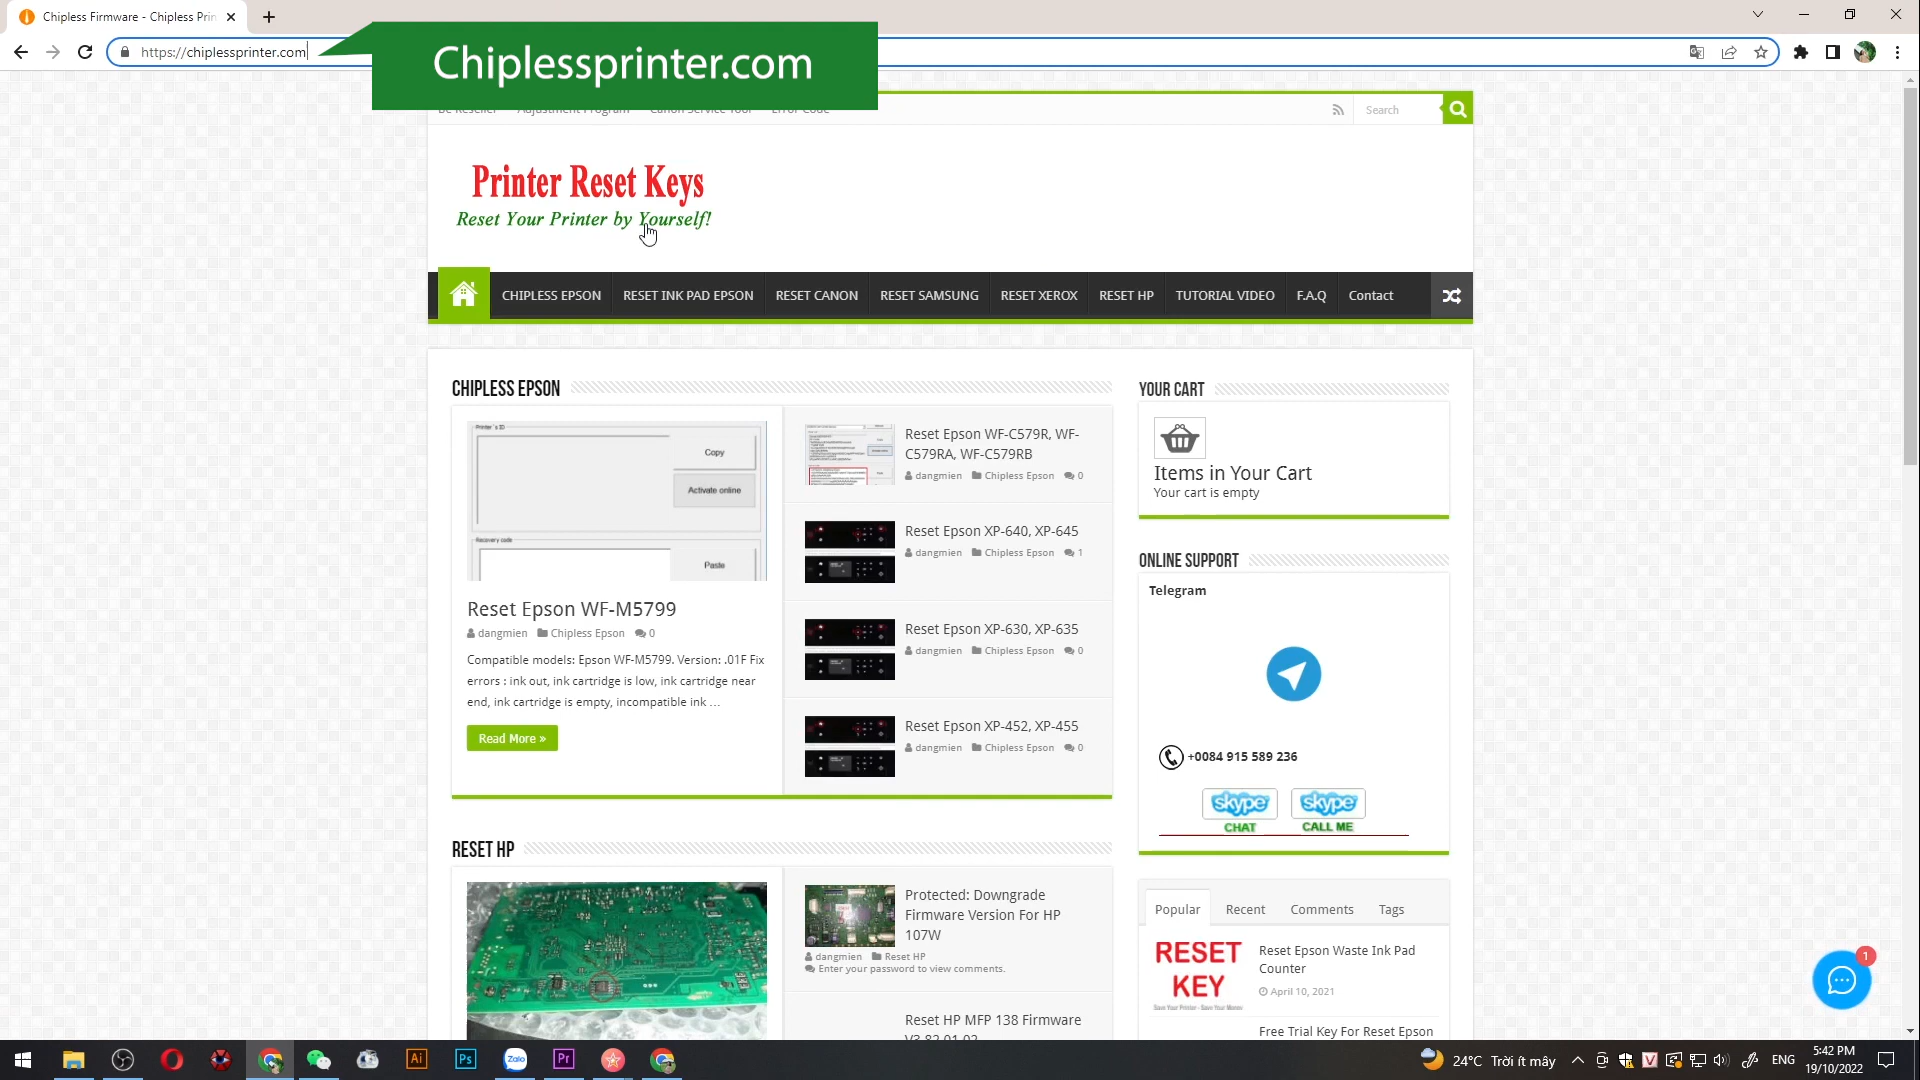 Chipless Firmware - Chipless Prin
https://chiplessprinter.com
Chiplessprinter.com
Be Reseller Adjustment Program Canon Service Tool Error Code
Search
Printer Reset Keys
Reset Your Printer by Yourself!
CHIPLESS EPSON RESET INK PAD EPSON RESET CANON RESET SAMSUNG RESET XEROX RESET HP TUTORIAL VIDEO F.A.Q Contact
CHIPLESS EPSON
Printer's ID
Copy
Activate online
Recovery code
Paste
Reset Epson WF-M5799
dangmien Chipless Epson 0
Compatible models: Epson WF-M5799. Version: .01F Fix
errors : ink out, ink cartridge is low, ink cartridge near
end, ink cartridge is empty, incompatible ink ...
Read More »
Reset Epson WF-C579R, WF-
C579RA, WF-C579RB
dangmien Chipless Epson 0
Reset Epson XP-640, XP-645
dangmien Chipless Epson 1
Reset Epson XP-630, XP-635
dangmien Chipless Epson 0
Reset Epson XP-452, XP-455
dangmien Chipless Epson 0
YOUR CART
Items in Your Cart
Your cart is empty
ONLINE SUPPORT
Telegram
+0084 915 589 236
skype skype
CHAT CALL ME
RESET HP
Protected: Downgrade
Firmware Version For HP
107W
dangmien Reset HP
Enter your password to view comments.
Reset HP MFP 138 Firmware
V3.82.01.02
Popular Recent Comments Tags
RESET
KEY
Save Your Printer - Save Your Money
Reset Epson Waste Ink Pad
Counter
April 10, 2021
Free Trial Key For Reset Epson
1
Ai Ps Zalo Pr
24°C Trời ít mây
V
ENG
5:42 PM
19/10/2022